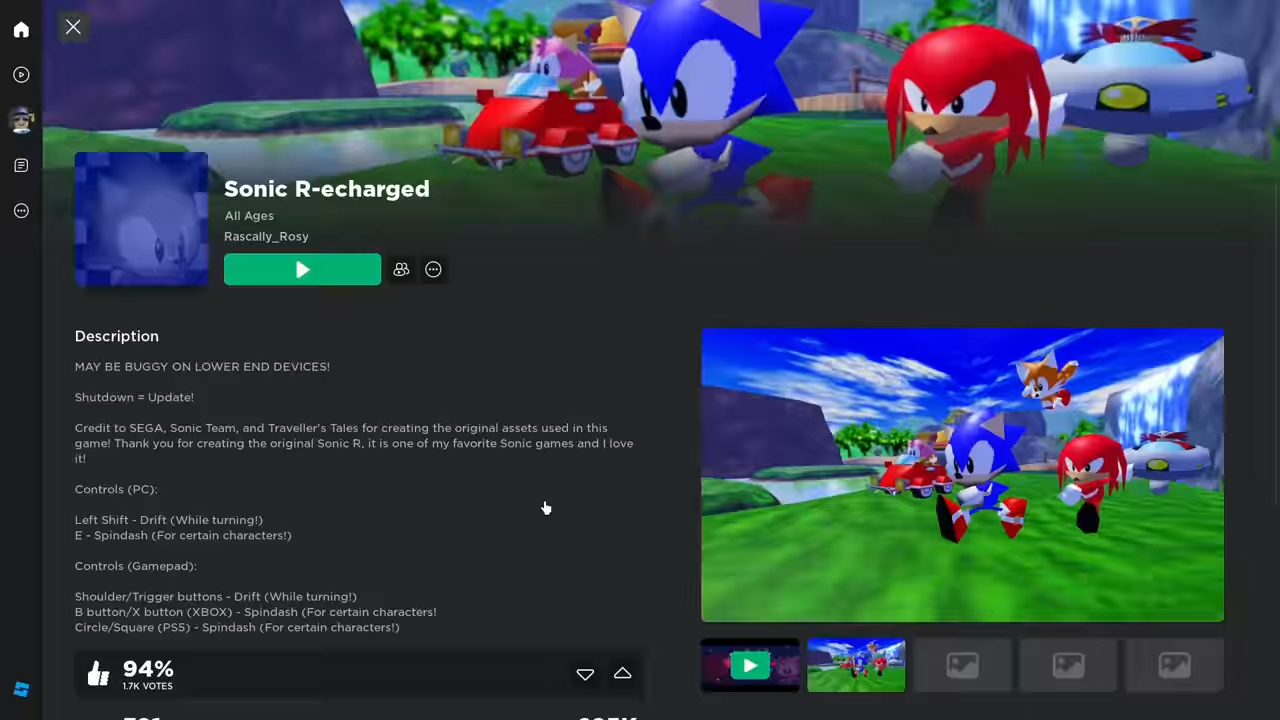 Sonic R-echarged
All Ages
Rascally_Rosy
Description
MAY BE BUGGY ON LOWER END DEVICES!
Shutdown = Update!
Credit to SEGA, Sonic Team, and Traveller's Tales for creating the original assets used in this
game! Thank you for creating the original Sonic R, it is one of my favorite Sonic games and I love
it!
Controls (PC):
Left Shift - Drift (While turning!)
E - Spindash (For certain characters!)
Controls (Gamepad):
Shoulder/Trigger buttons - Drift (While turning!)
B button/X button (XBOX) - Spindash (For certain characters!
Circle/Square (PS5) - Spindash (For certain characters!)
94%
1.7K VOTES